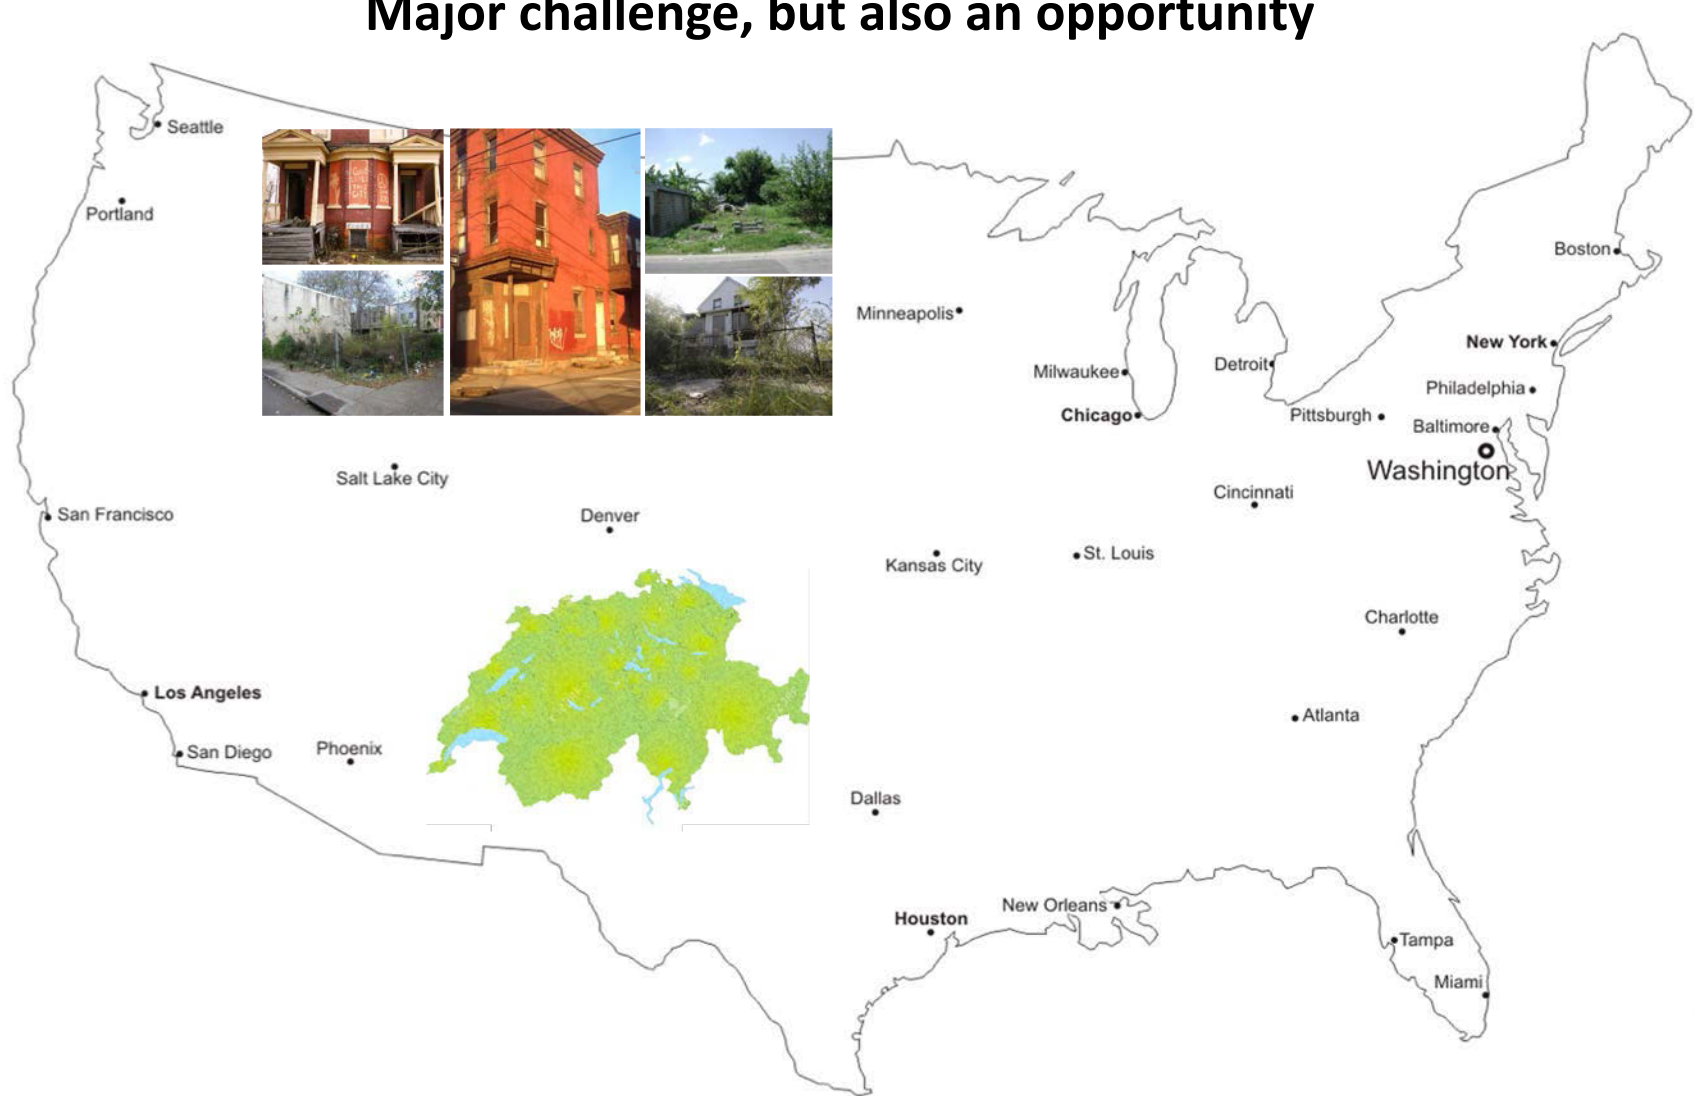 Major challenge, but also an opportunity
Seattle
Portland
Boston
Minneapolis
New York
Milwaukee
Detroit
Philadelphia
Chicago
Pittsburgh
Baltimore
Washington
Salt Lake City
Cincinnati
San Francisco
Denver
Kansas City
St. Louis
Charlotte
Los Angeles
Atlanta
San Diego
Phoenix
Dallas
New Orleans
Houston
Tampa
Miami